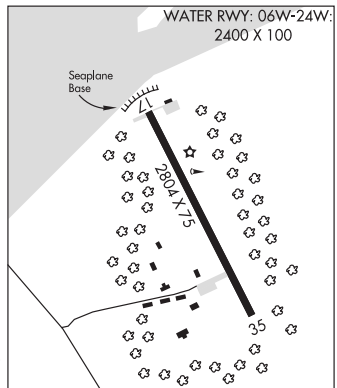 WATER RWY: 06W-24W:
2400 X 100
Seaplane
Base
17
2804 X 75
35